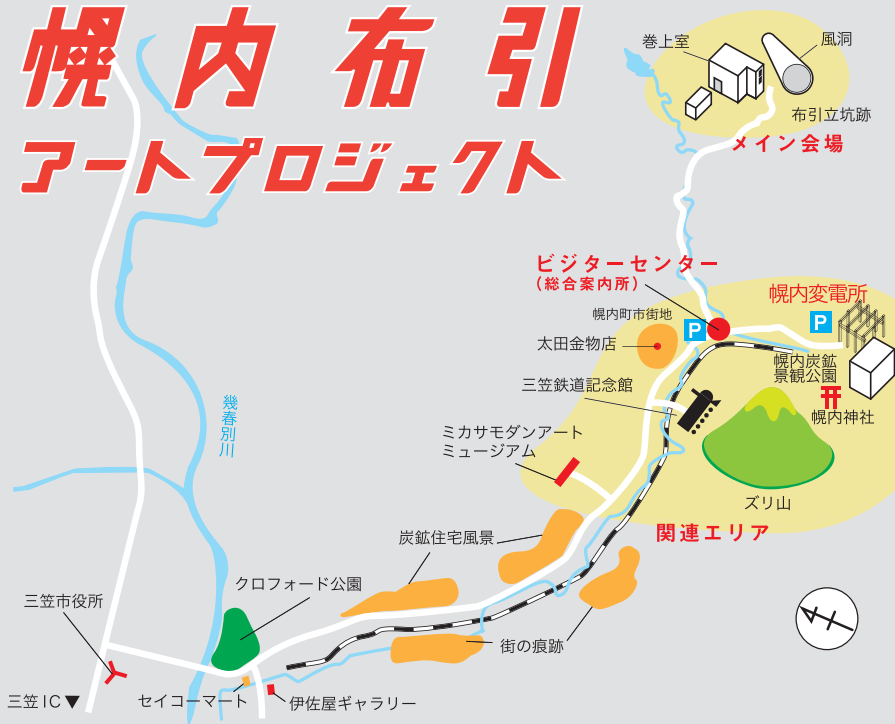 幌内布引
アートプロジェクト
巻上室
風洞
布引立坑跡
メイン会場
ビジターセンター
(総合案内所)
幌内変電所
幌内町市街地
P
P
太田金物店
幌内炭鉱
景観公園
三笠鉄道記念館
幌内神社
ミカサモダンアート
ミュージアム
幾春別川
ズリ山
関連エリア
炭鉱住宅風景
クロフォード公園
三笠市役所
街の痕跡
三笠IC▼
セイコーマート
伊佐屋ギャラリー